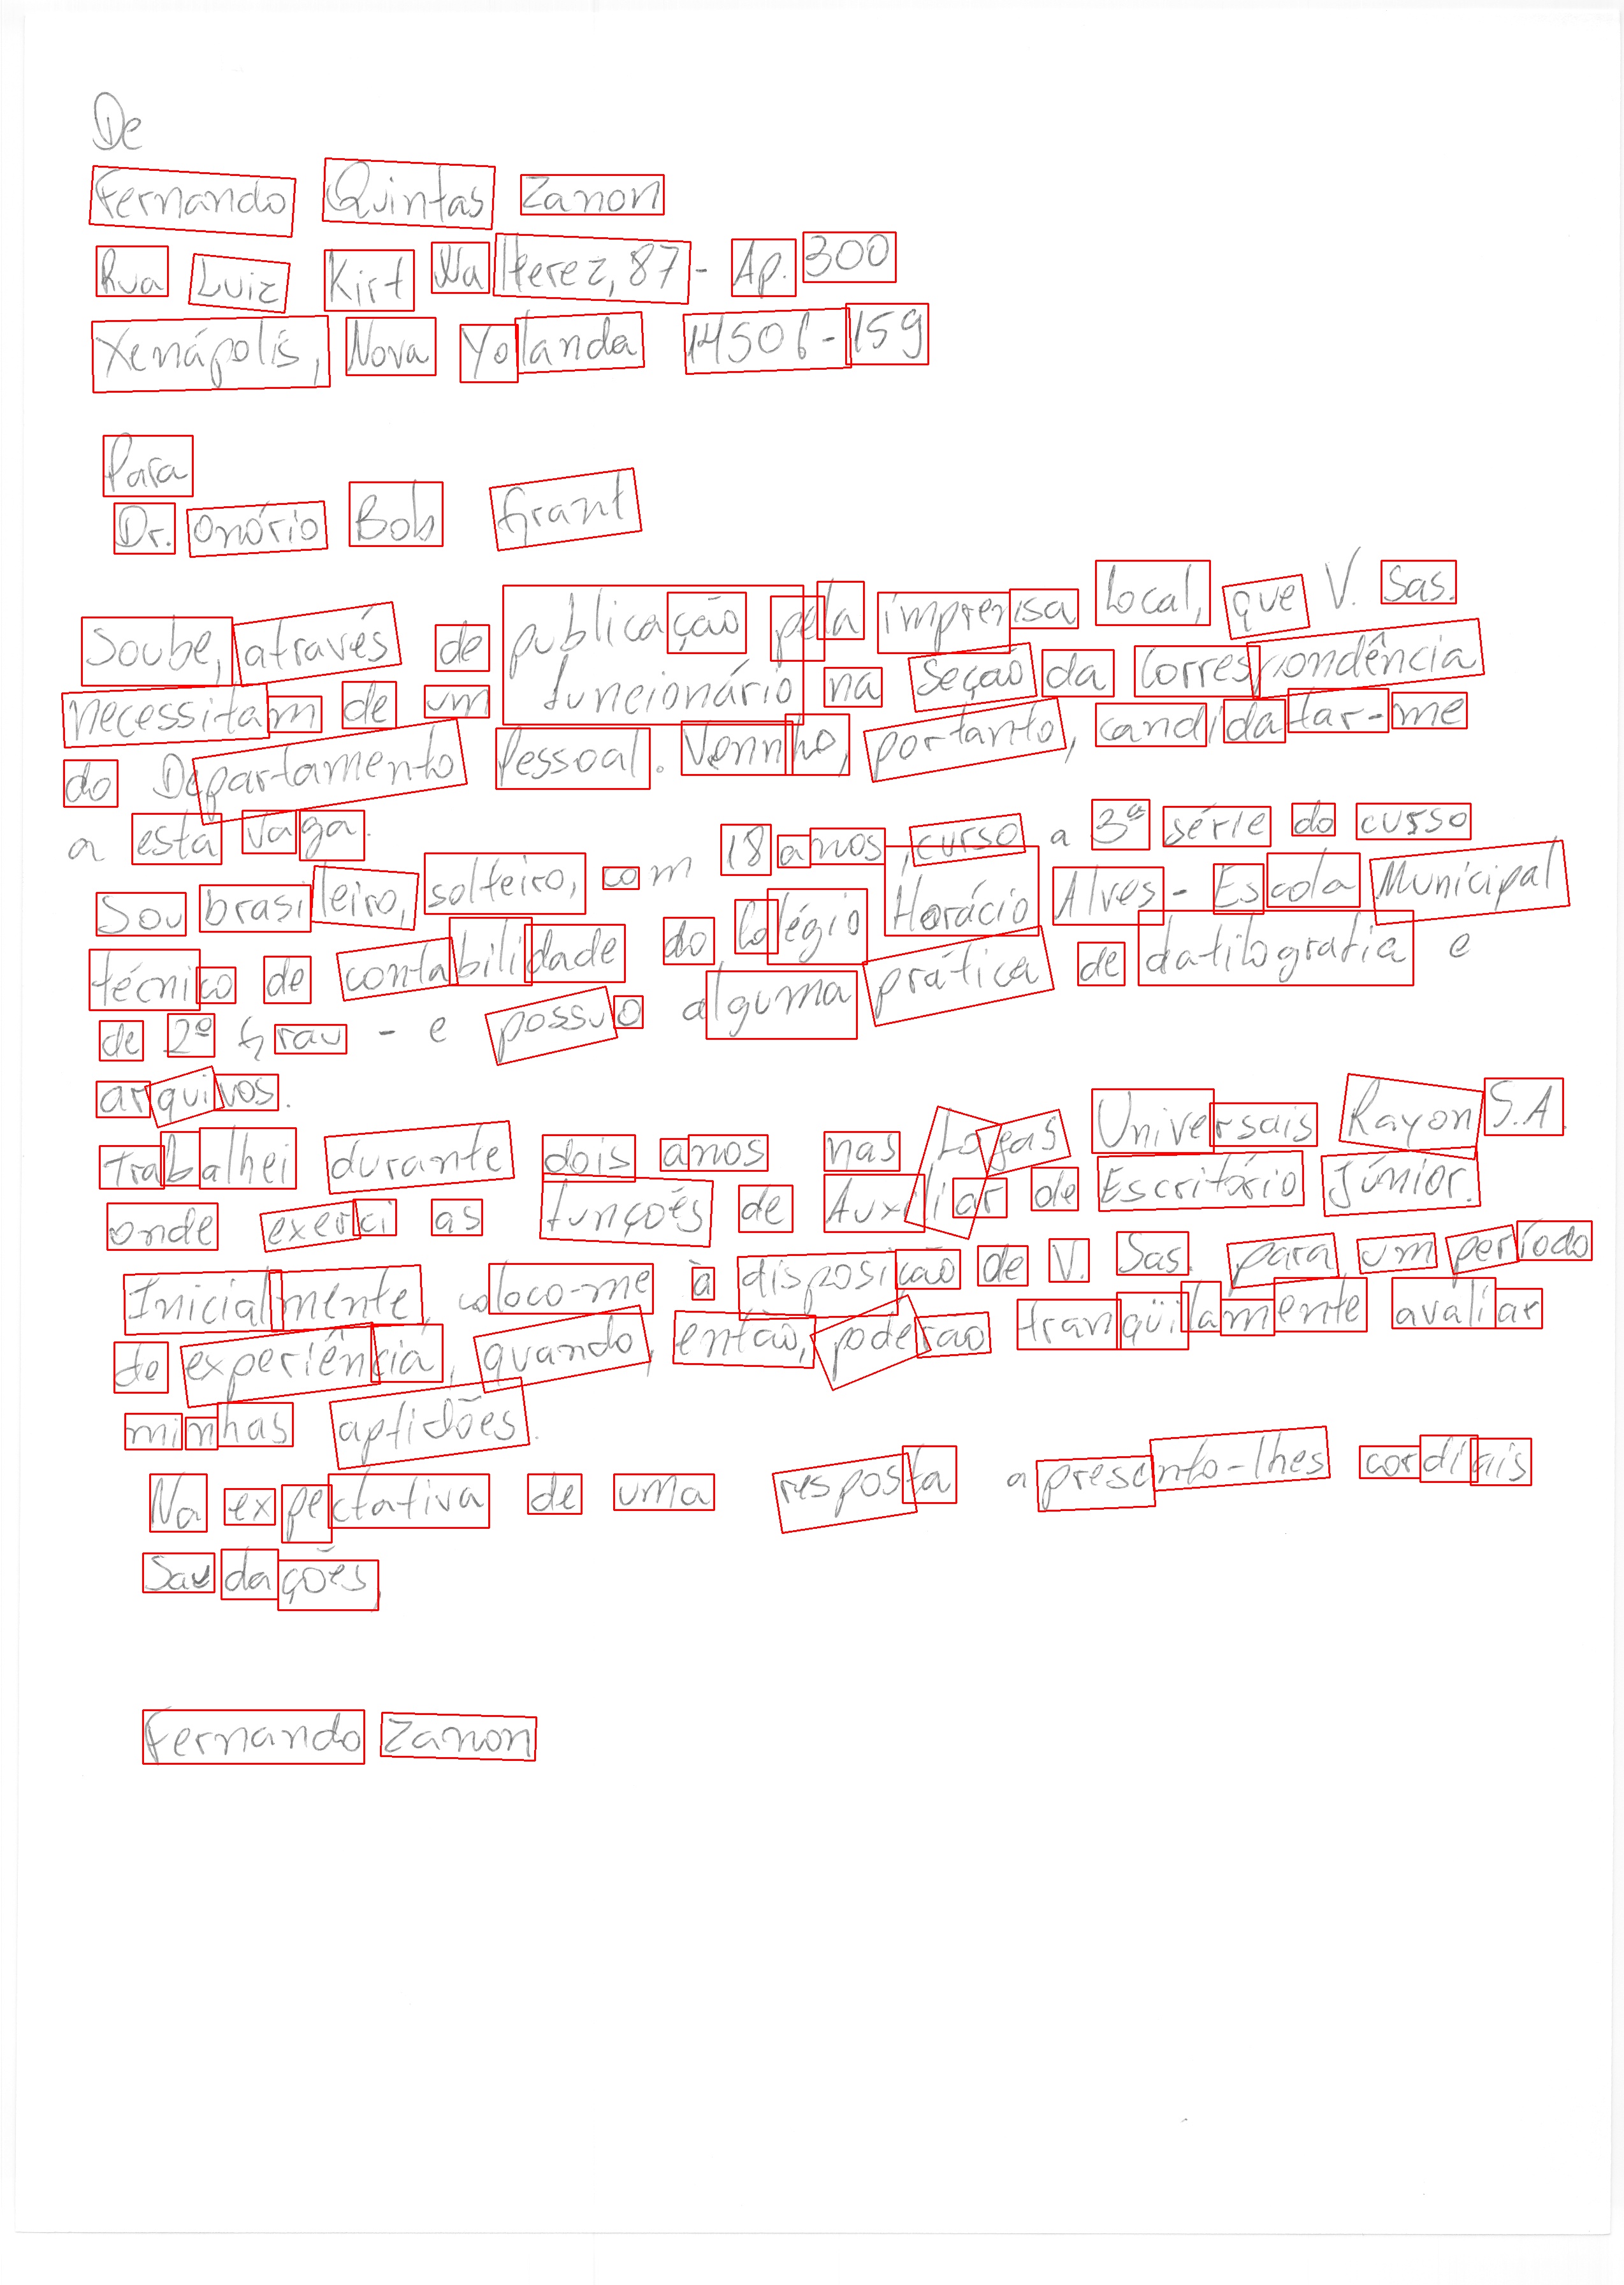 De
Fernando Quintas Zanon
Rua Luiz Kirt Walterez, 87 - Ap. 300
Xenápolis, Nova Yolanda 14506-159
Para
Dr. Onório Bob Grant
Soube, através de publicação pela imprensa local, que V. Sas.
necessitam de um funcionário na Seção da Correspondência
do Departamento Pessoal. Vennho, portanto, candidatar-me
a esta vaga.
Sou brasileiro, solteiro, com 18 anos, curso a 3ª série do curso
técnico de contabilidade do Colégio Horácio Alves - Escola Municipal
de 2º grau - e possuo alguma prática de datilografia e
arquivos.
Trabalhei durante dois anos nas Logas Universais Rayon S.A.
onde exerci as funções de Auxiliar de Escritório Júnior.
Inicialmente, coloco-me à disposição de V. Sas. para um período
de experiência, quando, então, poderão tranqüilamente avaliar
minhas aptidões.
Na expectativa de uma resposta apresento-lhes cordiais
Saudações,
Fernando Zanon